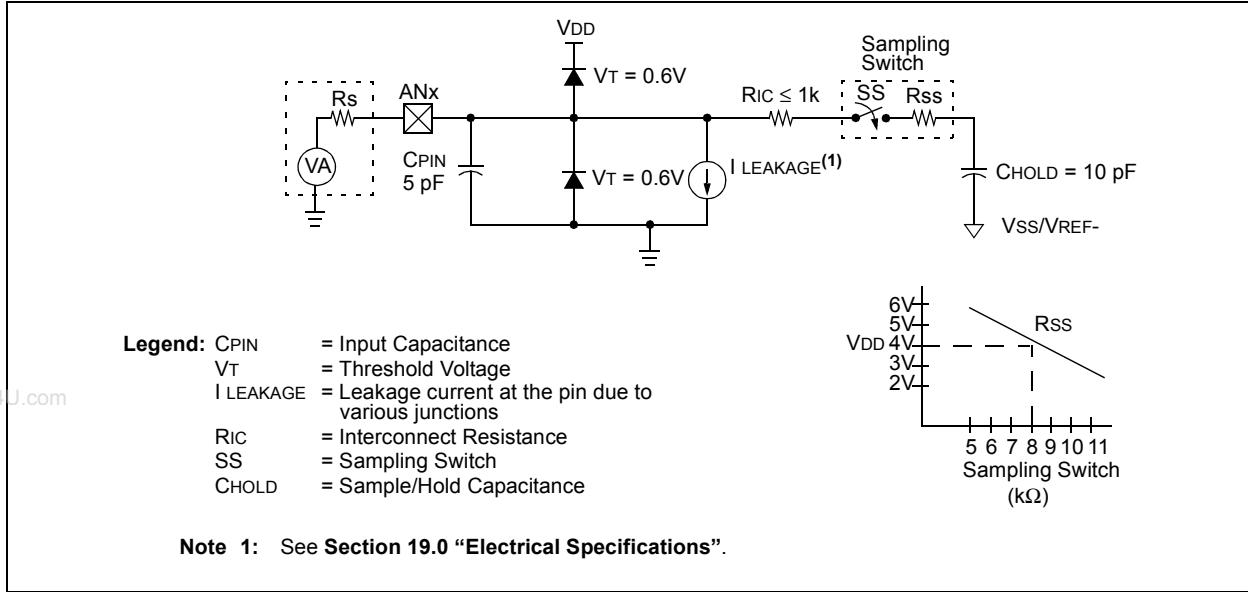 VDD
Sampling
Switch
VT = 0.6V
Rs
ANx
RIC ≤ 1k
SS
Rss
VA
CPIN
5 pF
VT = 0.6V
I LEAKAGE(1)
CHOLD = 10 pF
VSS/VREF-
6V
5V
VDD 4V
3V
2V
RSS
5 6 7 8 9 10 11
Sampling Switch
(kΩ)
Legend: CPIN = Input Capacitance
VT = Threshold Voltage
I LEAKAGE = Leakage current at the pin due to
various junctions
RIC = Interconnect Resistance
SS = Sampling Switch
CHOLD = Sample/Hold Capacitance
Note 1: See Section 19.0 “Electrical Specifications”.
U.com